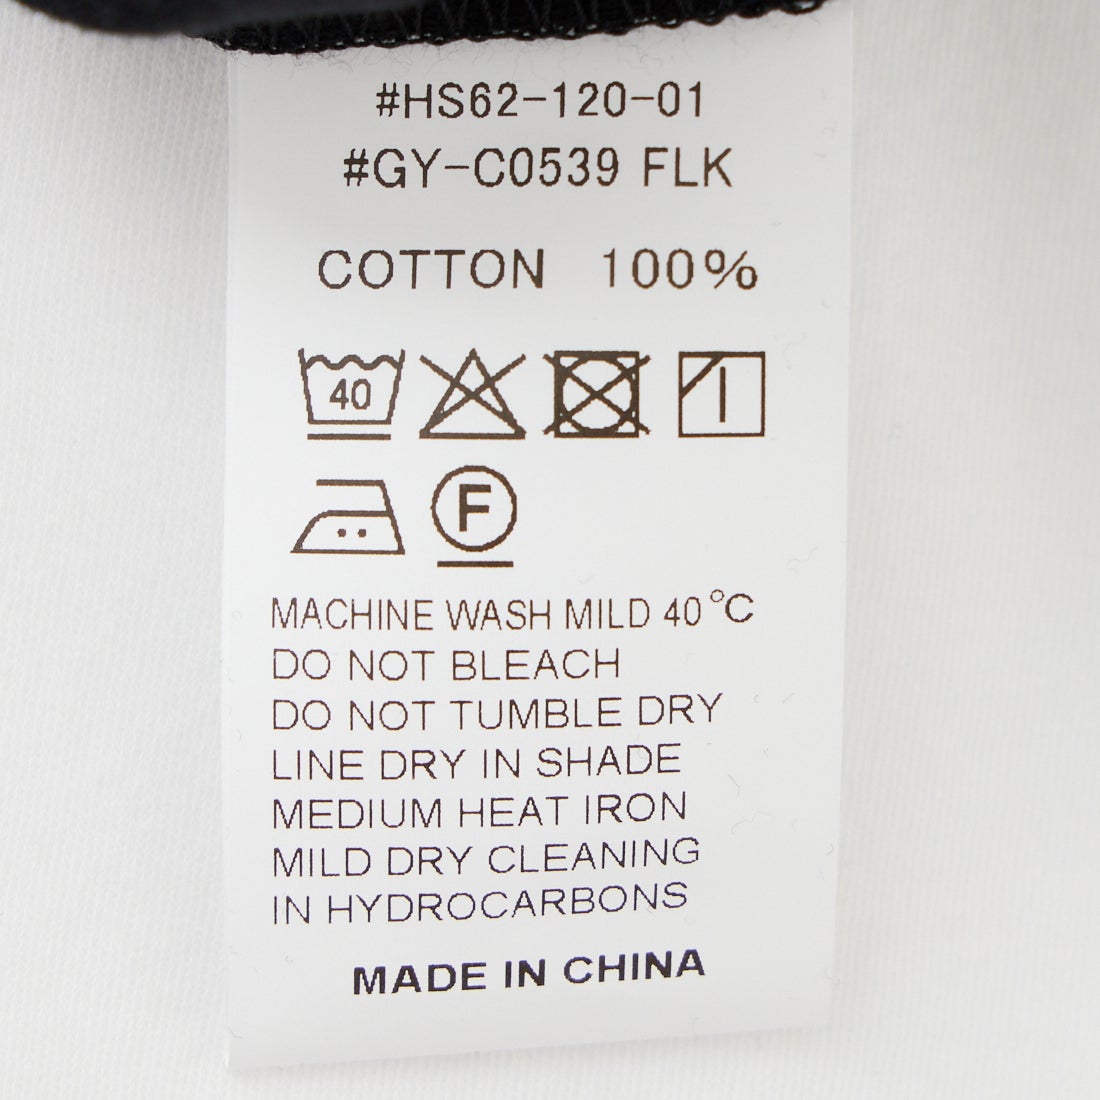 #HS62-120-01
#GY-C0539 FLK
COTTON 100%
40
F
MACHINE WASH MILD 40°C
DO NOT BLEACH
DO NOT TUMBLE DRY
LINE DRY IN SHADE
MEDIUM HEAT IRON
MILD DRY CLEANING
IN HYDROCARBONS
MADE IN CHINA